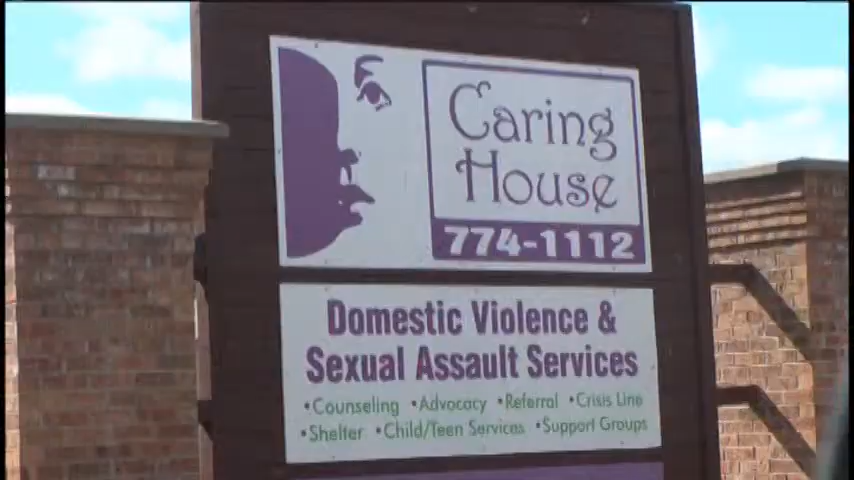 Caring
House
774-1112
Domestic Violence &
Sexual Assault Services
•Counseling •Advocacy •Referral •Crisis Line
•Shelter •Child/Teen Services •Support Groups